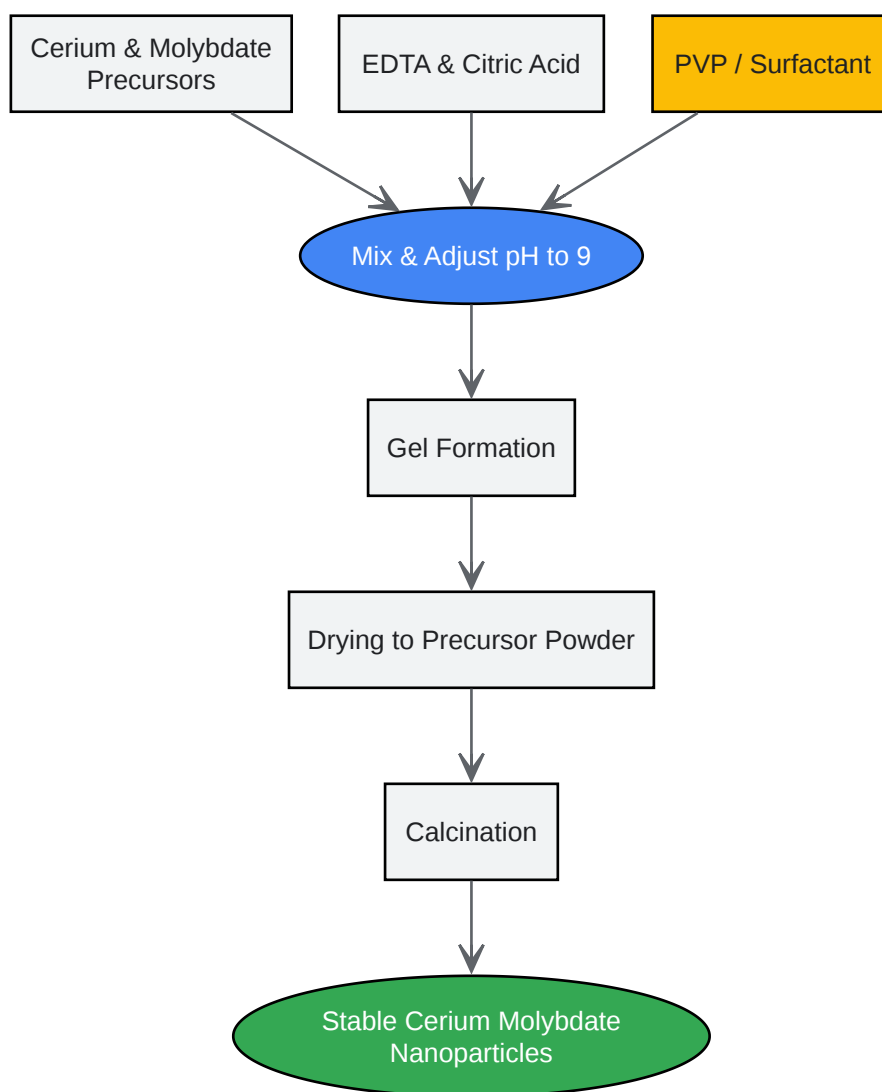 Cerium & Molybdate
Precursors
EDTA & Citric Acid
PVP / Surfactant
Mix & Adjust pH to 9
Gel Formation
Drying to Precursor Powder
Calcination
Stable Cerium Molybdate
Nanoparticles